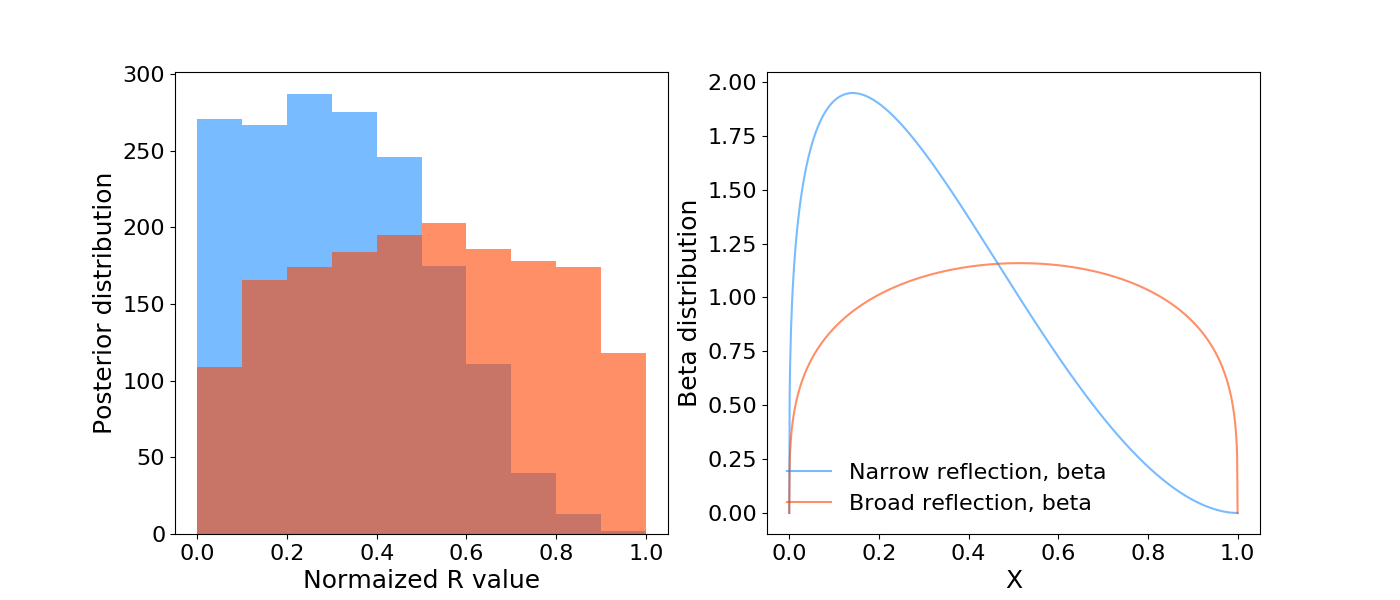 Posterior distribution
300
250
200
150
100
50
0
0.0 0.2 0.4 0.6 0.8 1.0
Normaized R value
Beta distribution
2.00
1.75
1.50
1.25
1.00
0.75
0.50
0.25
0.00
Narrow reflection, beta
Broad reflection, beta
0.0 0.2 0.4 0.6 0.8 1.0
X